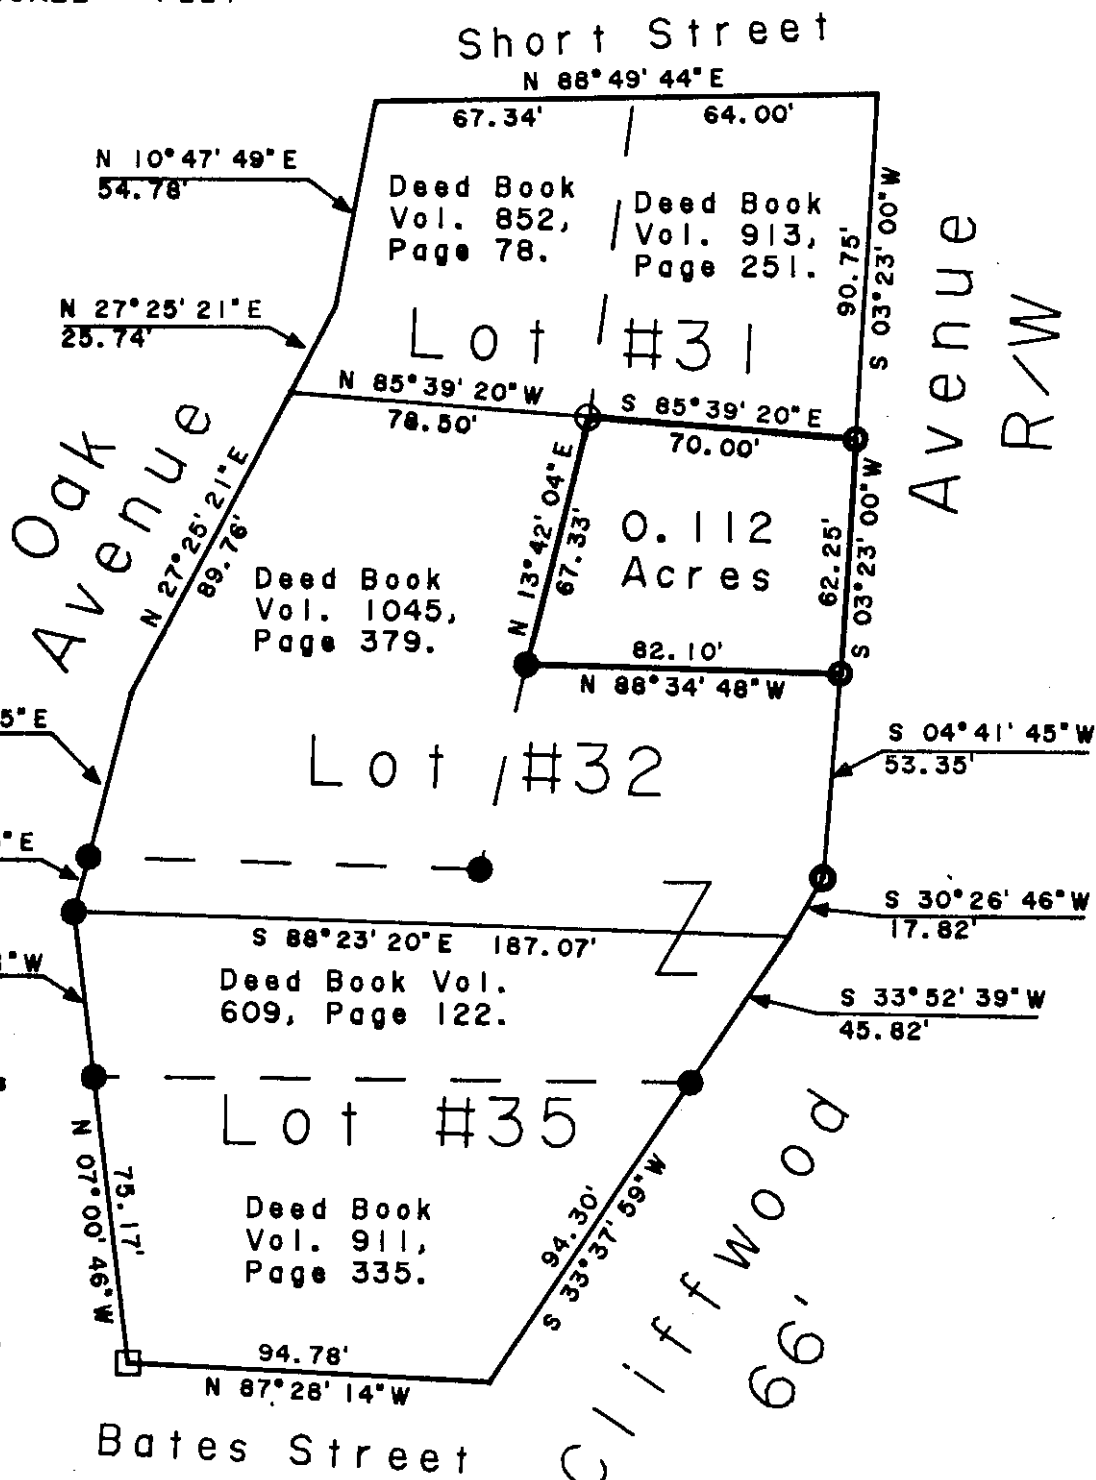 Short Street
N 88°49'44"E
67.34'
64.00'
N 10°47'49"E
54.78'
Deed Book
Vol. 852,
Page 78.
Deed Book
Vol. 913,
Page 251.
90.75'
S 03°23'00"W
Avenue
R/W
N 27°25'21"E
25.74'
Lot #31
N 85°39'20"W
78.50'
S 85°39'20"E
70.00'
Oak
Avenue
N 27°25'21"E
89.76'
N 13°42'04"E
67.33'
0.112
Acres
62.25'
S 03°23'00"W
Deed Book
Vol. 1045,
Page 379.
82.10'
N 88°34'48"W
5"E
Lot #32
S 04°41'45"W
53.35'
"E
S 30°26'46"W
17.82'
S 88°23'20"E 187.07'
"W
Deed Book Vol.
609, Page 122.
S 33°52'39"W
45.82'
Lot #35
N 07°00'46"W
75.17'
Deed Book
Vol. 911,
Page 335.
94.30'
S 33°37'59"W
Cliffwood
66'
94.78'
N 87°28'14"W
Bates Street